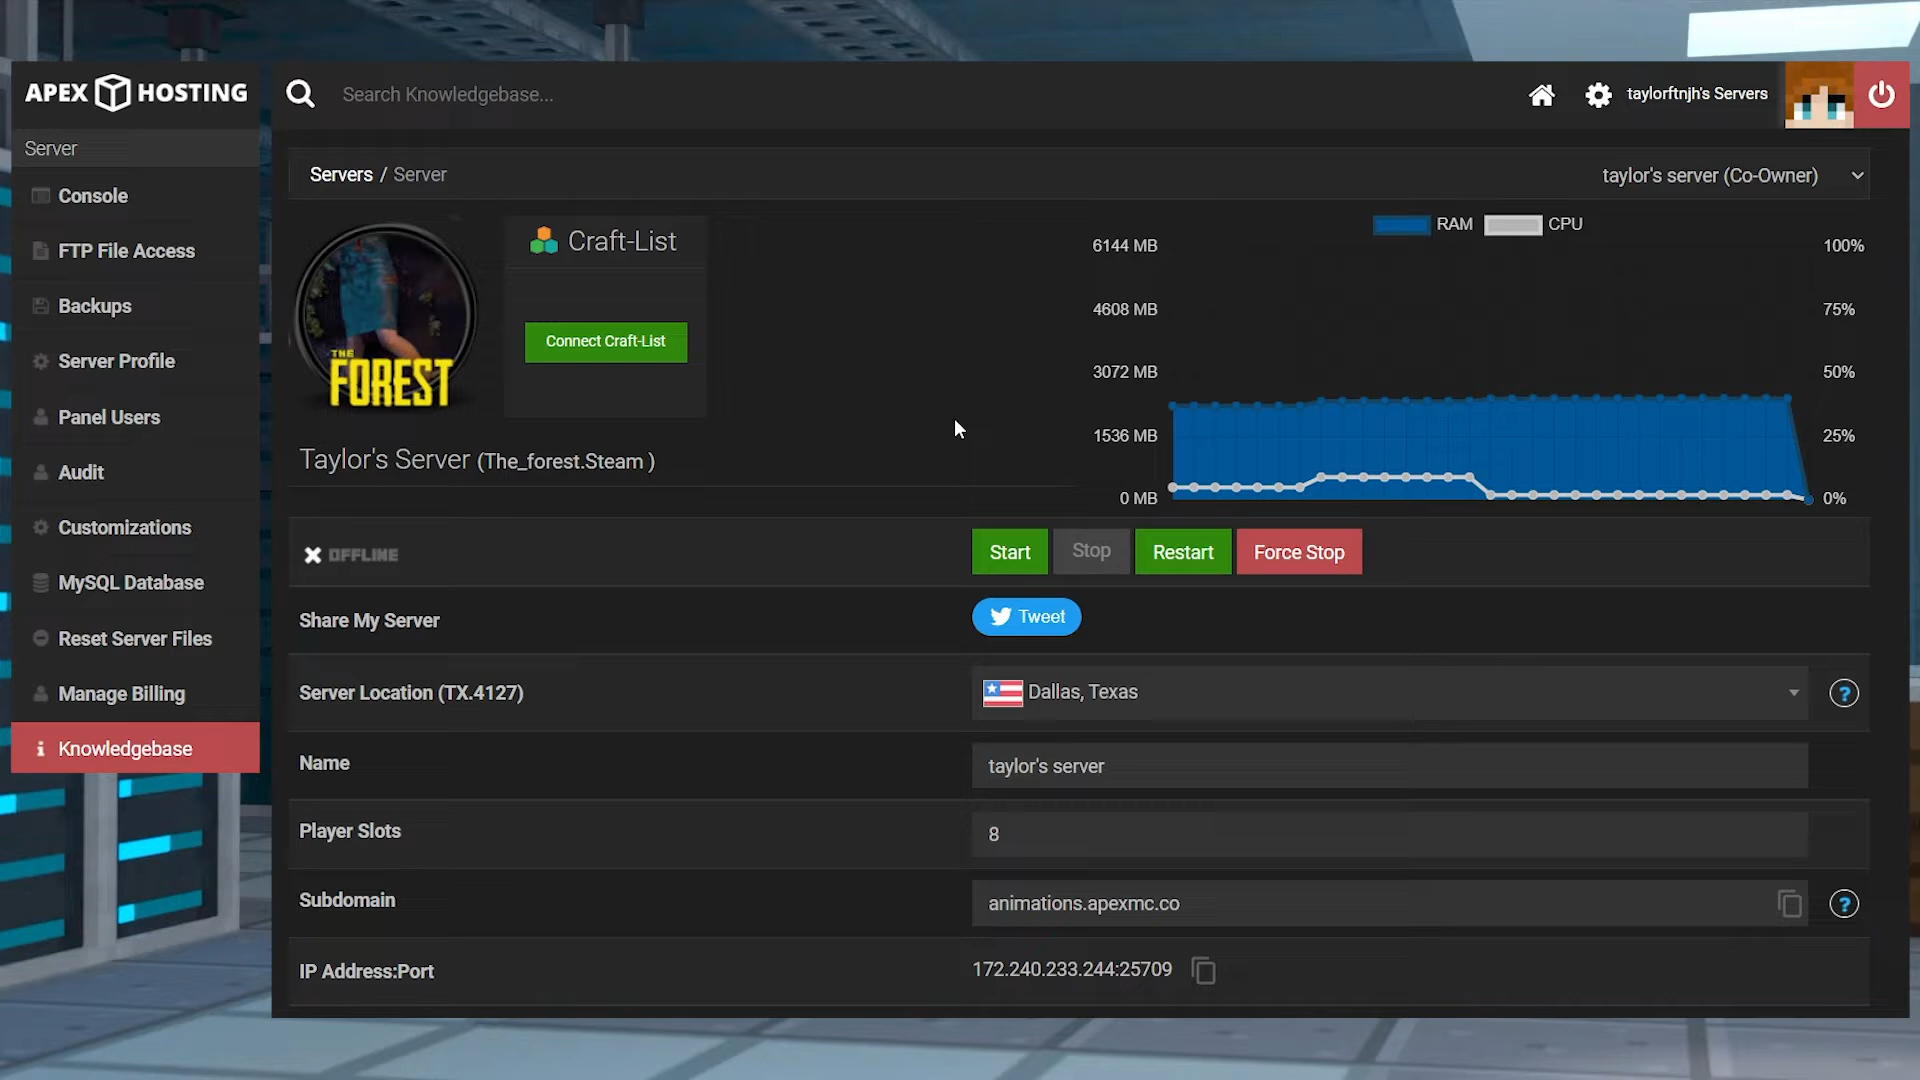 APEX HOSTING
Search Knowledgebase...
taylorftnjh's Servers
Server
Console
FTP File Access
Backups
Server Profile
Panel Users
Audit
Customizations
MySQL Database
Reset Server Files
Manage Billing
Knowledgebase
Servers / Server
taylor's server (Co-Owner)
THE
FOREST
Craft-List
Connect Craft-List
RAM CPU
6144 MB 100%
4608 MB 75%
3072 MB 50%
1536 MB 25%
0 MB 0%
Taylor's Server (The_forest.Steam )
OFFLINE
Start Stop Restart Force Stop
Share My Server Tweet
Server Location (TX.4127) Dallas, Texas ?
Name taylor's server
Player Slots 8
Subdomain animations.apexmc.co ?
IP Address:Port 172.240.233.244:25709